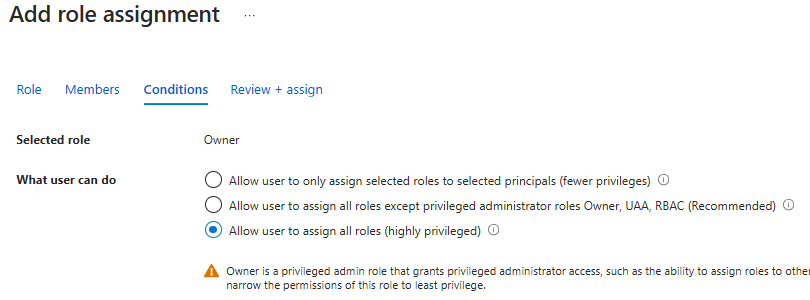 Add role assignment ...
Role Members Conditions Review + assign
Selected role Owner
What user can do Allow user to only assign selected roles to selected principals (fewer privileges)
Allow user to assign all roles except privileged administrator roles Owner, UAA, RBAC (Recommended)
Allow user to assign all roles (highly privileged)
Owner is a privileged admin role that grants privileged administrator access, such as the ability to assign roles to other
narrow the permissions of this role to least privilege.